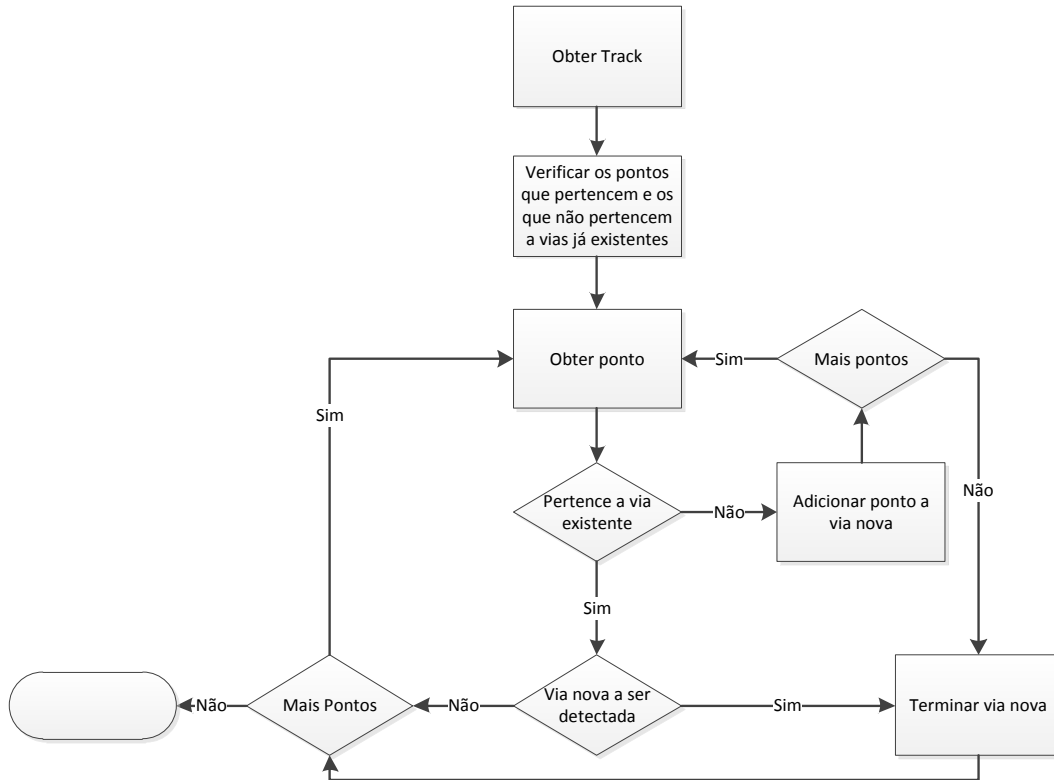 Obter Track
Verificar os pontos
que pertencem e os
que não pertencem
a vias já existentes
Obter ponto
Sim
Mais pontos
Sim
Pertence a via
existente
Não
Adicionar ponto a
via nova
Não
Sim
Não
Mais Pontos
Não
Via nova a ser
detectada
Sim
Terminar via nova